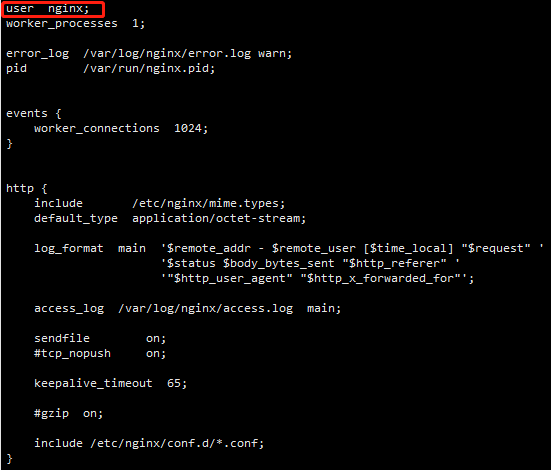 user  nginx;
worker_processes  1;
error_log  /var/log/nginx/error.log warn;
pid        /var/run/nginx.pid;
events {
    worker_connections  1024;
}
http {
    include       /etc/nginx/mime.types;
    default_type  application/octet-stream;
    log_format  main  '$remote_addr - $remote_user [$time_local] "$request" '
                      '$status $body_bytes_sent "$http_referer" '
                      '"$http_user_agent" "$http_x_forwarded_for"';
    access_log  /var/log/nginx/access.log  main;
    sendfile        on;
    #tcp_nopush     on;
    keepalive_timeout  65;
    #gzip  on;
    include /etc/nginx/conf.d/*.conf;
}